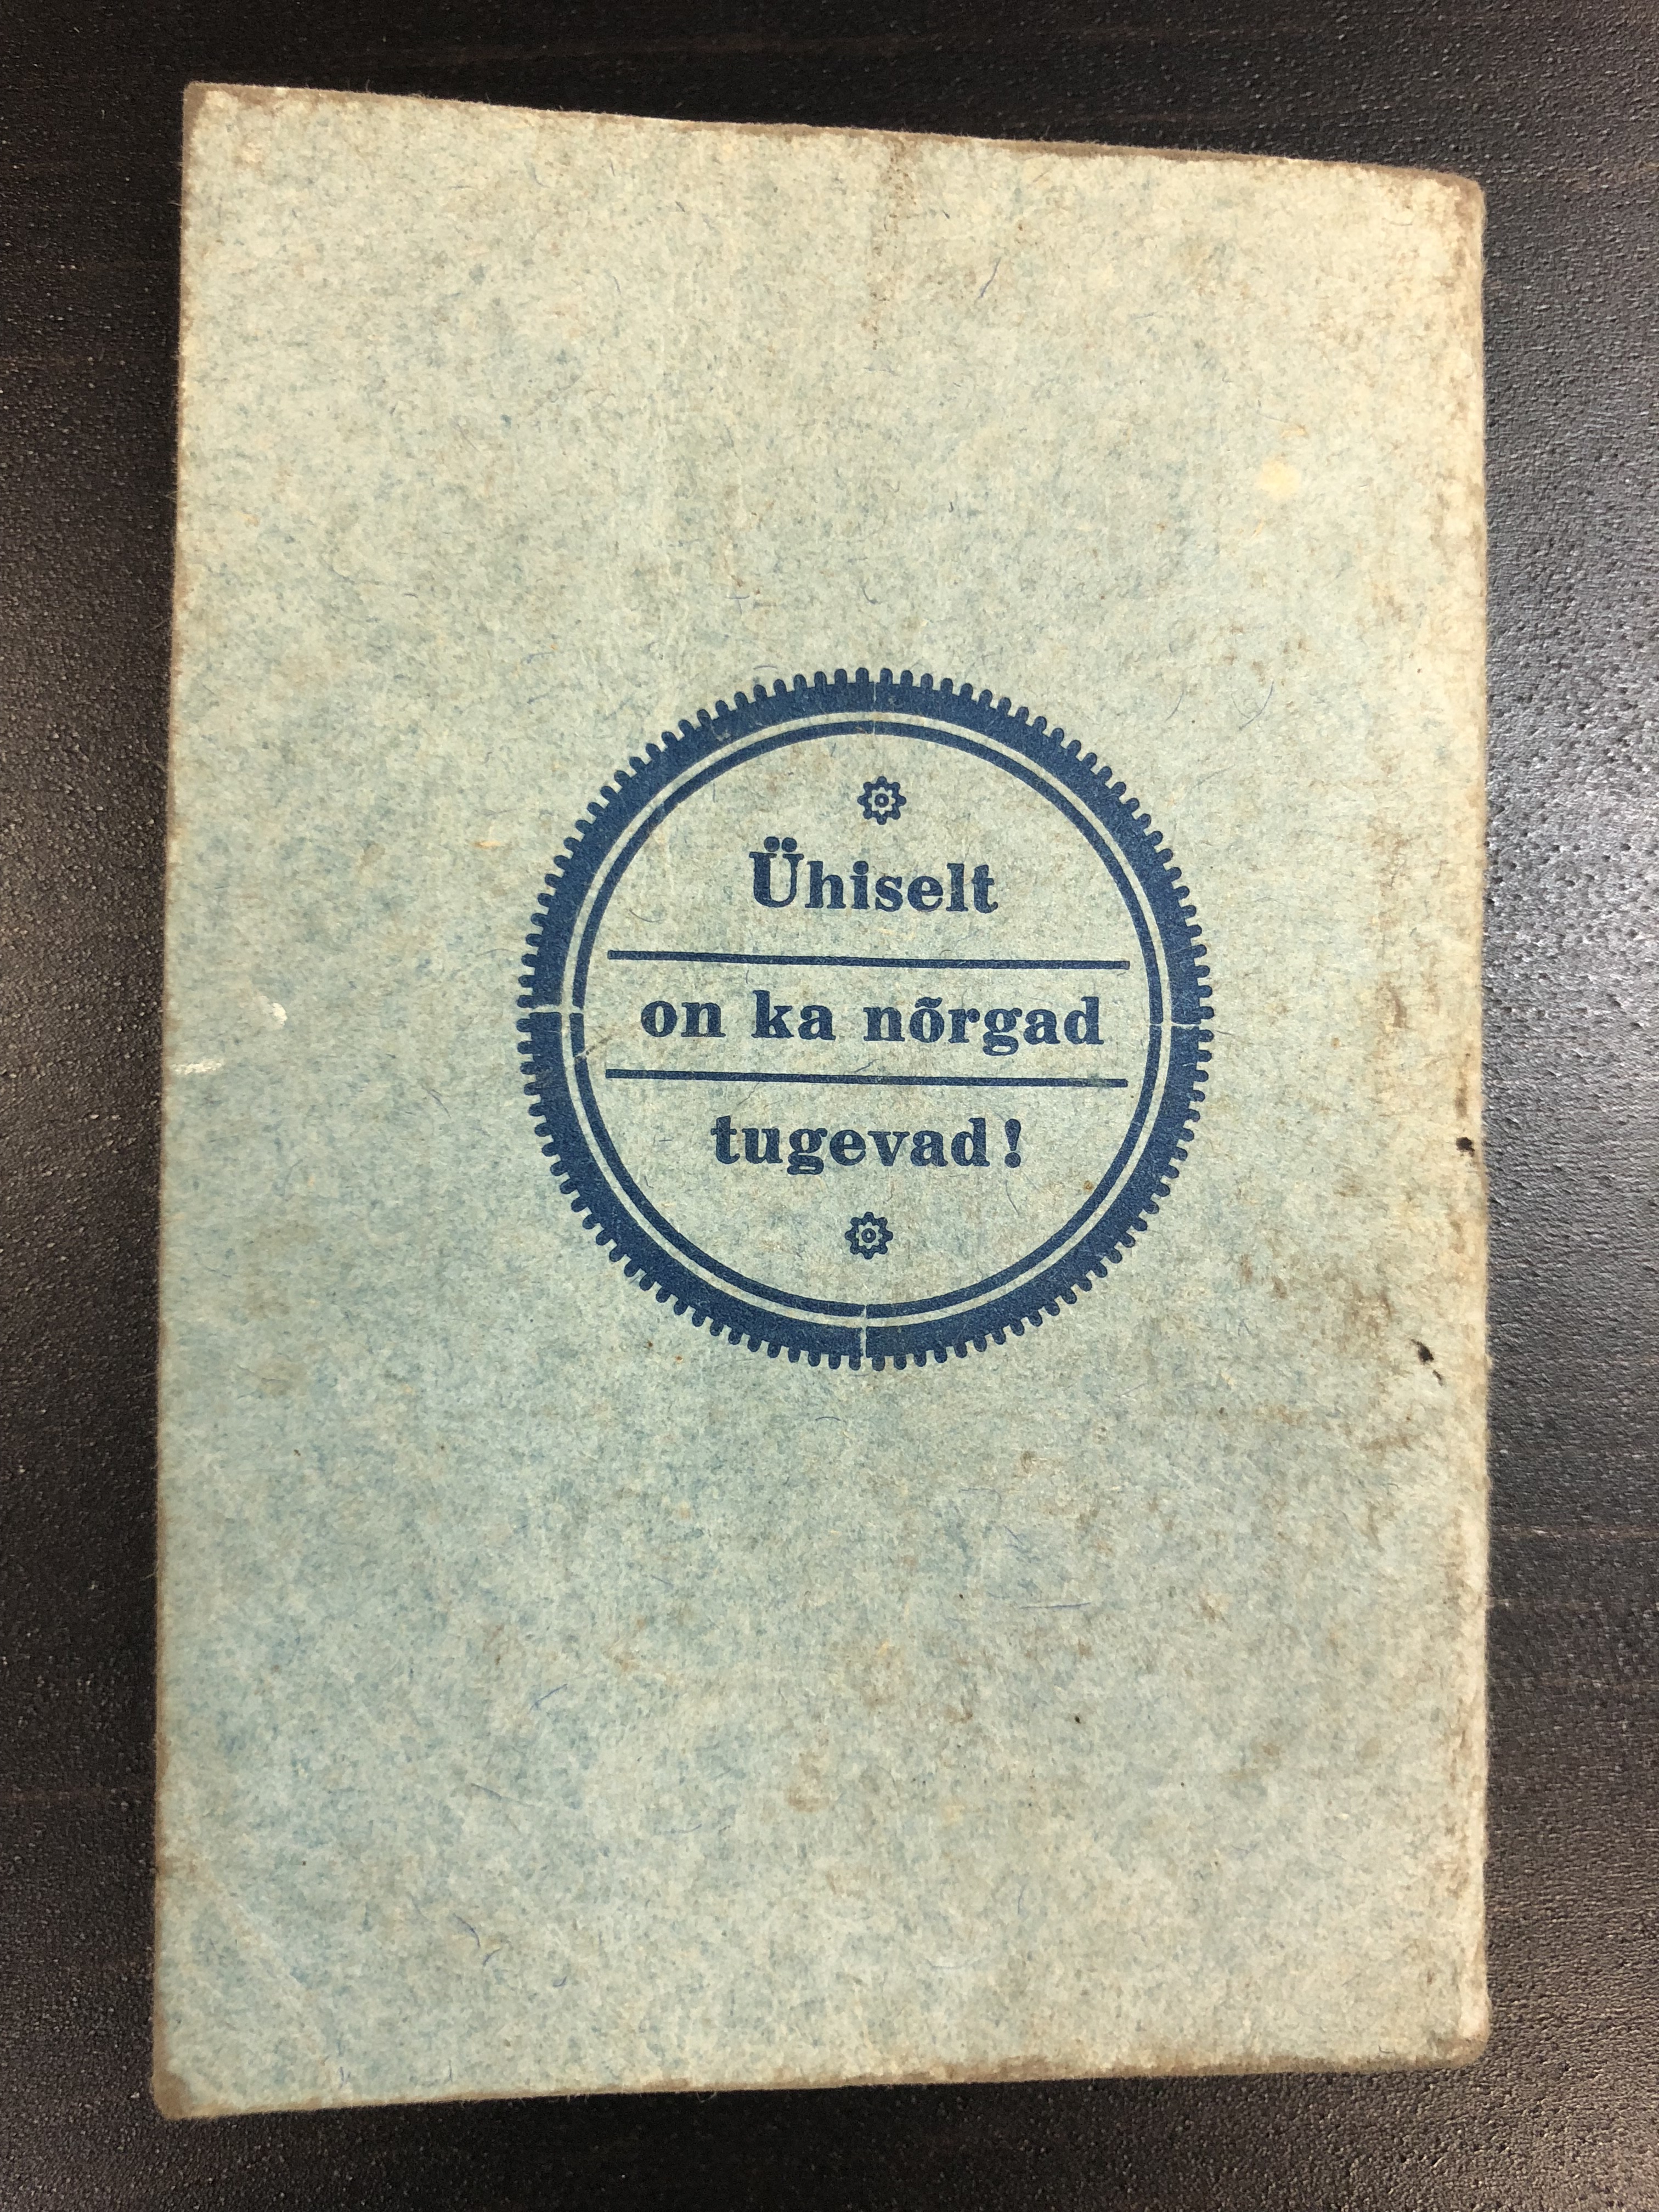 Ühiselt
on ka nõrgad
tugevad!